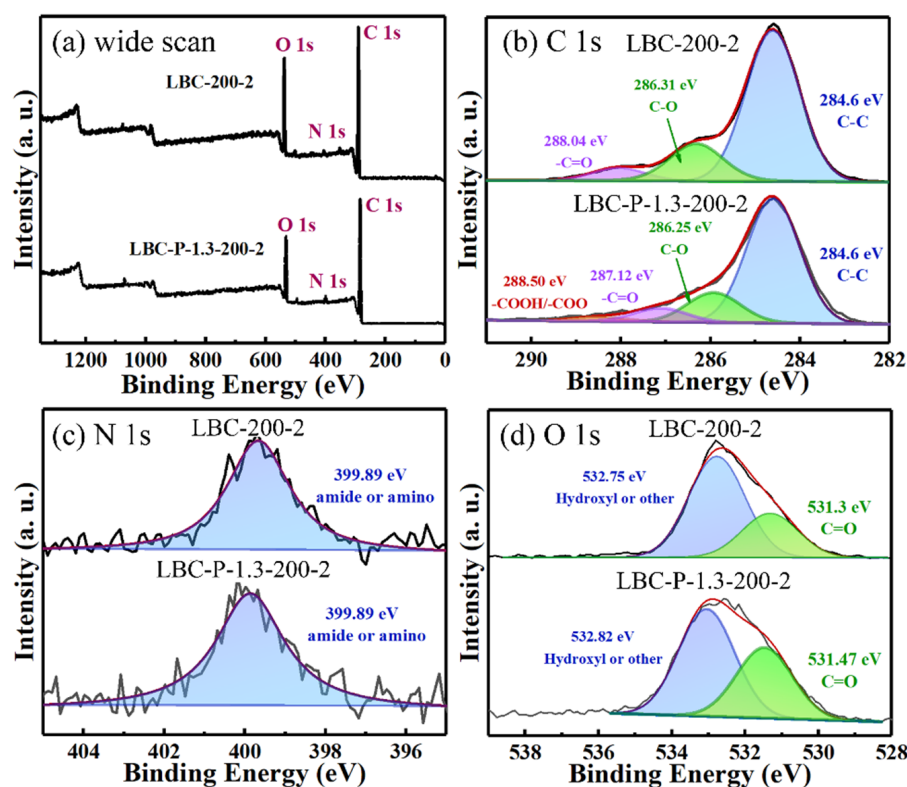 (a) wide scan
C 1s
O 1s
LBC-200-2
N 1s
LBC-P-1.3-200-2
O 1s
C 1s
N 1s
Intensity (a. u.)
1200 1000 800 600 400 200 0
Binding Energy (eV)
(b) C 1s
LBC-200-2
286.31 eV
C-O
284.6 eV
C-C
288.04 eV
-C=O
LBC-P-1.3-200-2
286.25 eV
C-O
284.6 eV
C-C
288.50 eV
-COOH/-COO
287.12 eV
-C=O
Intensity (a. u.)
290 288 286 284 282
Binding Energy (eV)
(c) N 1s
LBC-200-2
399.89 eV
amide or amino
LBC-P-1.3-200-2
399.89 eV
amide or amino
Intensity (a. u.)
404 402 400 398 396
Binding Energy (eV)
(d) O 1s
LBC-200-2
532.75 eV
Hydroxyl or other
531.3 eV
C=O
LBC-P-1.3-200-2
532.82 eV
Hydroxyl or other
531.47 eV
C=O
Intensity (a. u.)
538 536 534 532 530 528
Binding Energy (eV)